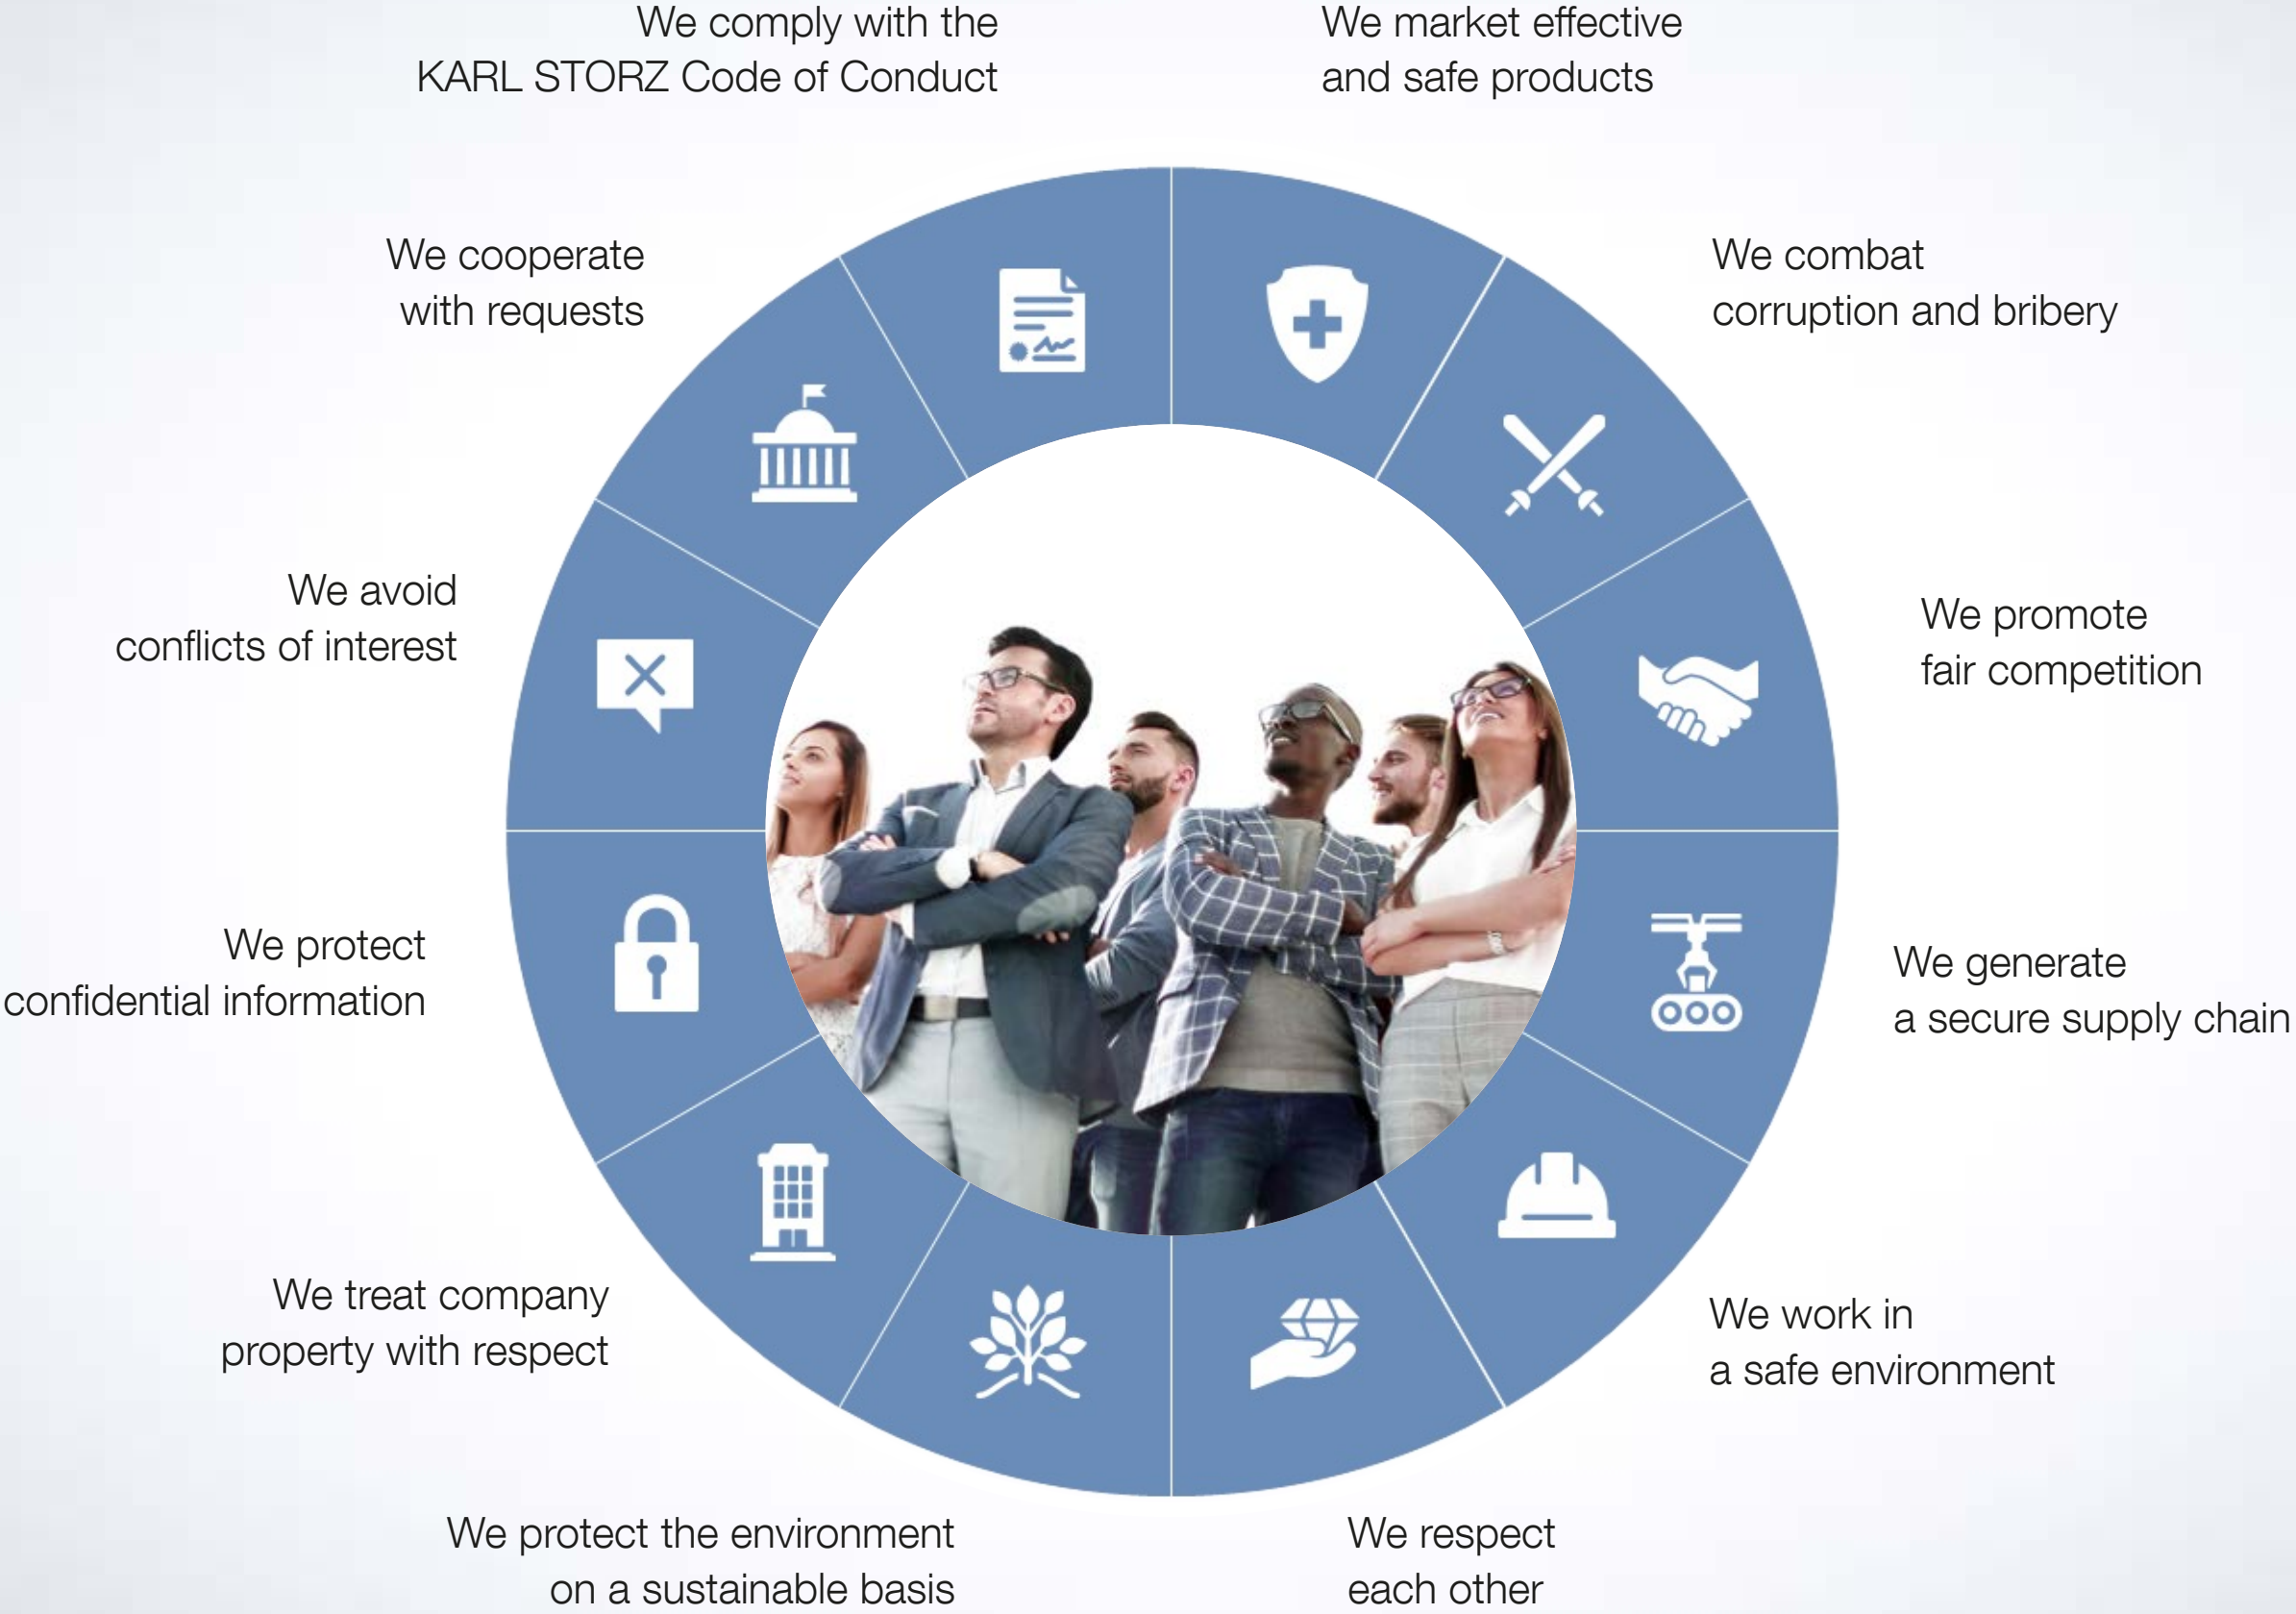 We comply with the
KARL STORZ Code of Conduct
We market effective
and safe products
We combat
corruption and bribery
We promote
fair competition
We generate
a secure supply chain
We work in
a safe environment
We respect
each other
We protect the environment
on a sustainable basis
We treat company
property with respect
We protect
confidential information
We avoid
conflicts of interest
We cooperate
with requests